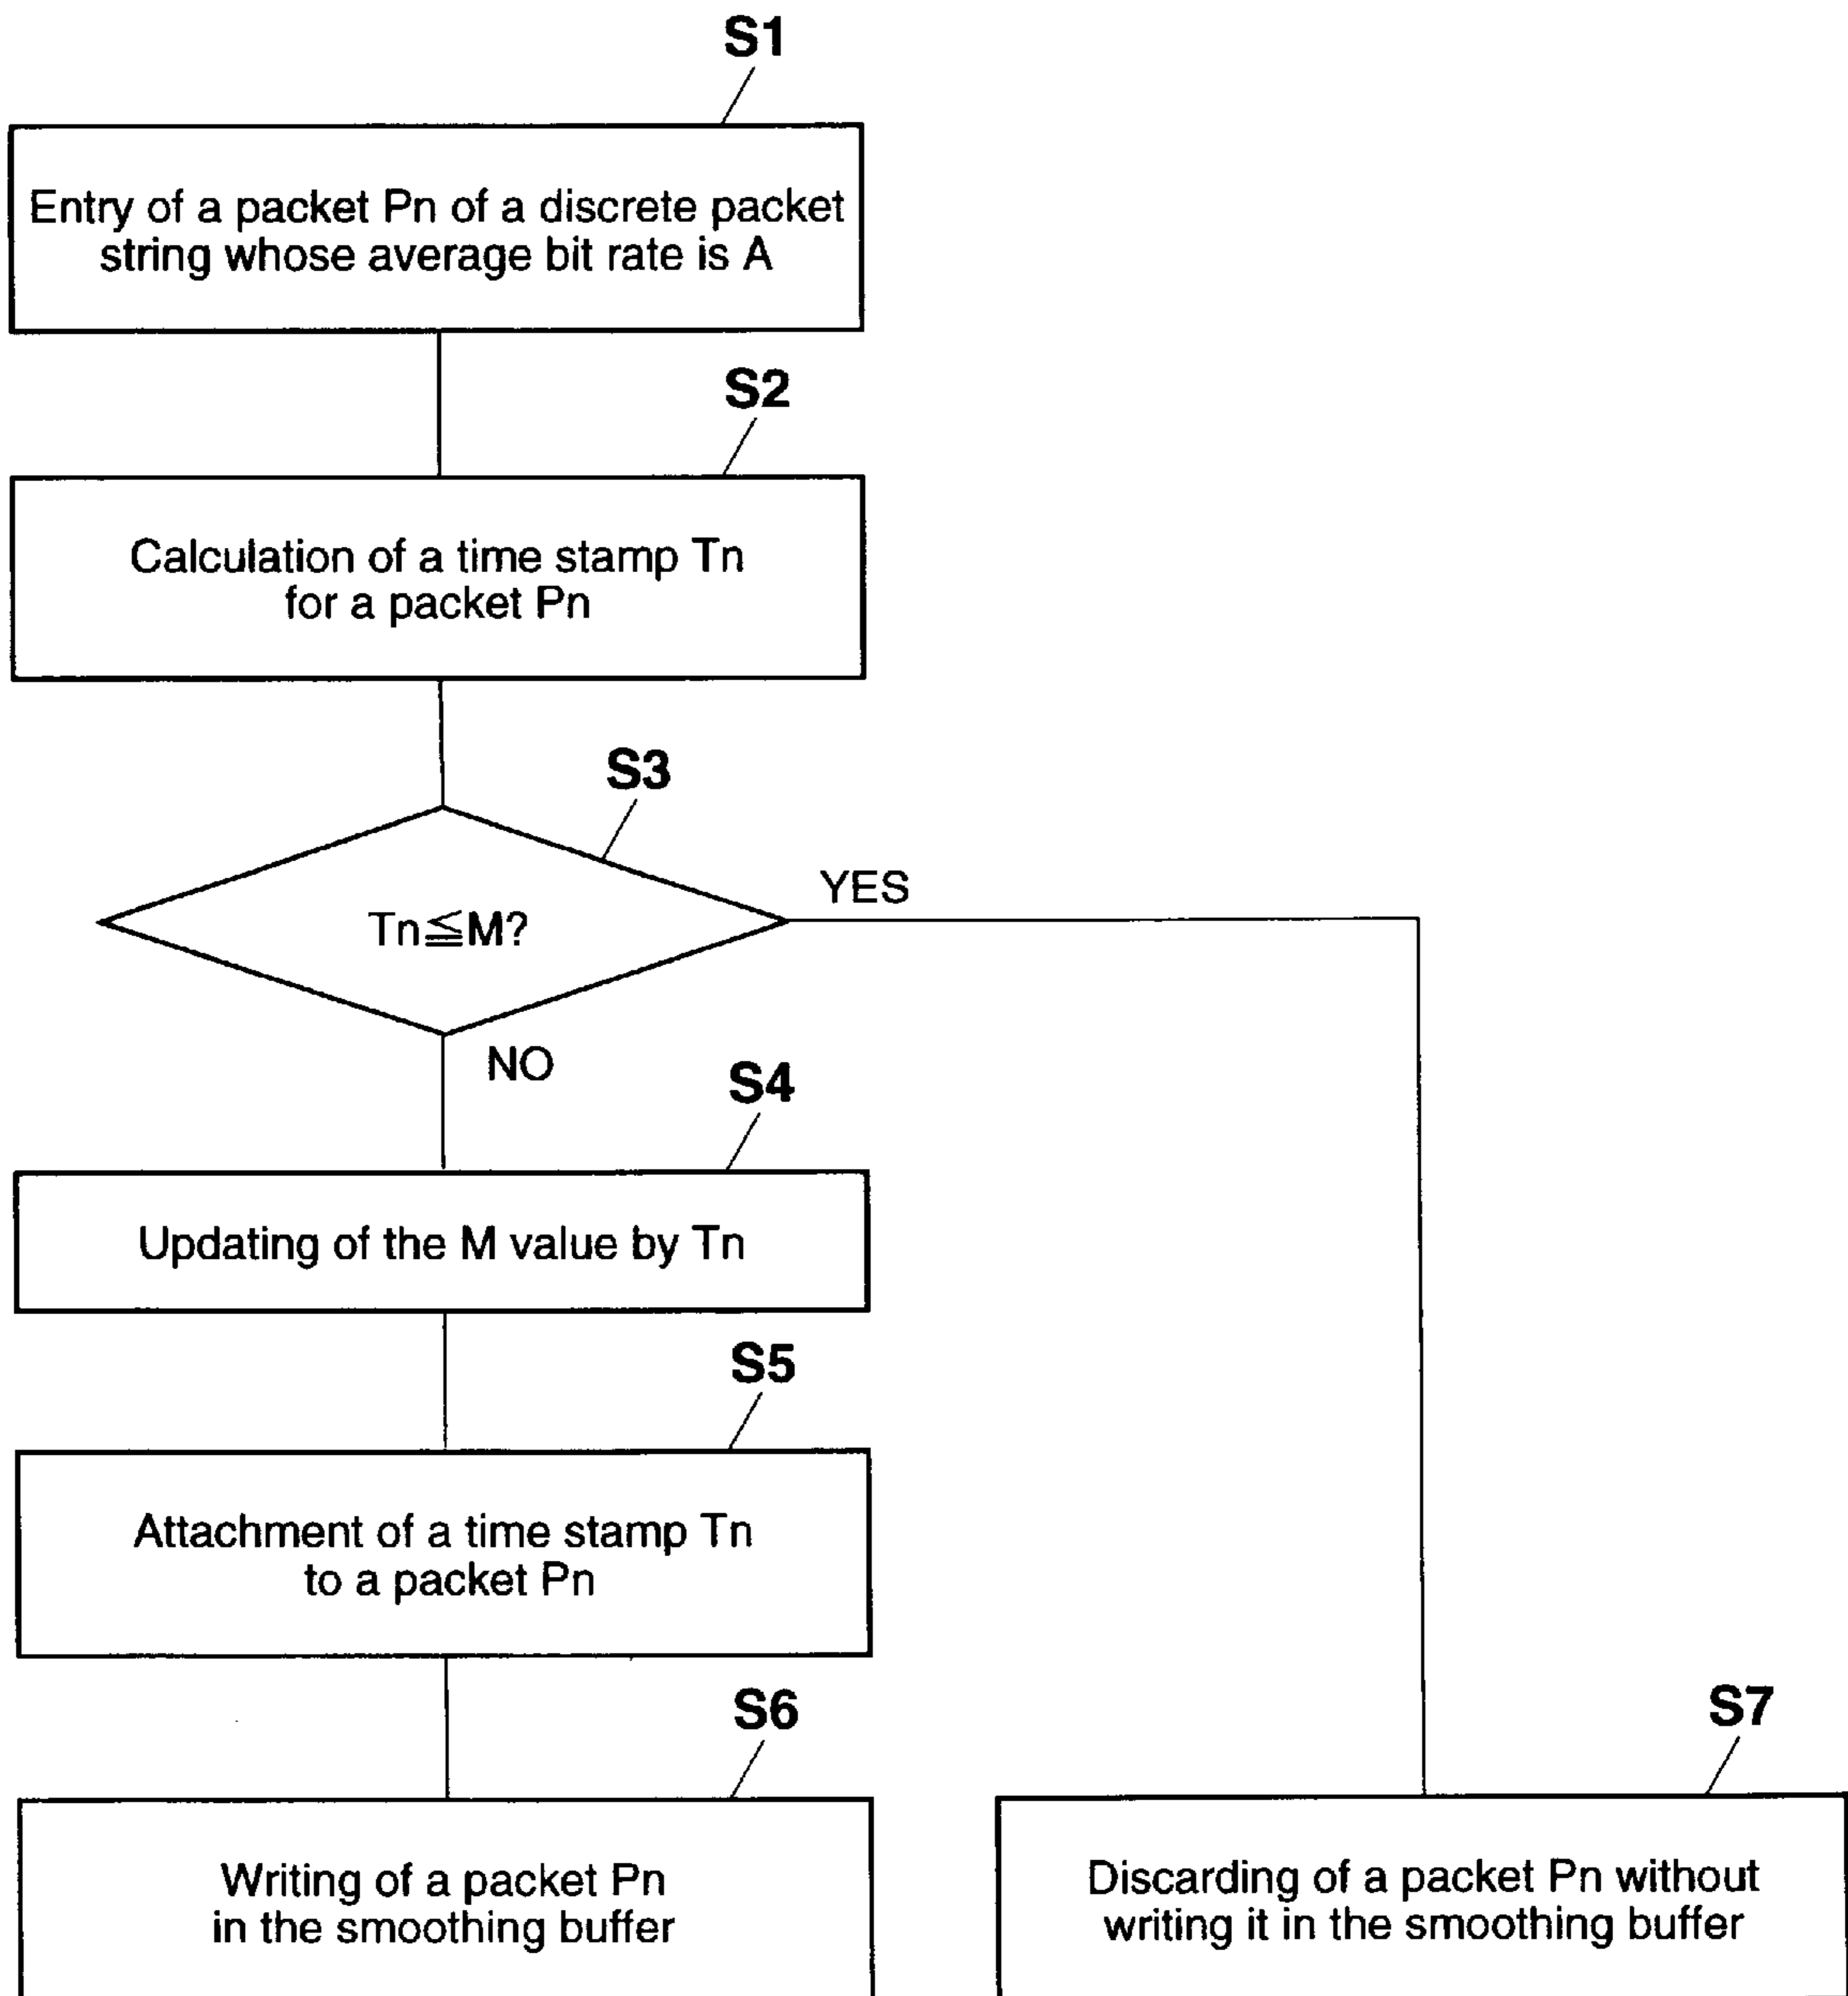 S1
Entry of a packet Pn of a discrete packet
string whose average bit rate is A
S2
Calculation of a time stamp Tn
for a packet Pn
S3
Tn≦M?
YES
NO
S4
Updating of the M value by Tn
S5
Attachment of a time stamp Tn
to a packet Pn
S6
Writing of a packet Pn
in the smoothing buffer
S7
Discarding of a packet Pn without
writing it in the smoothing buffer